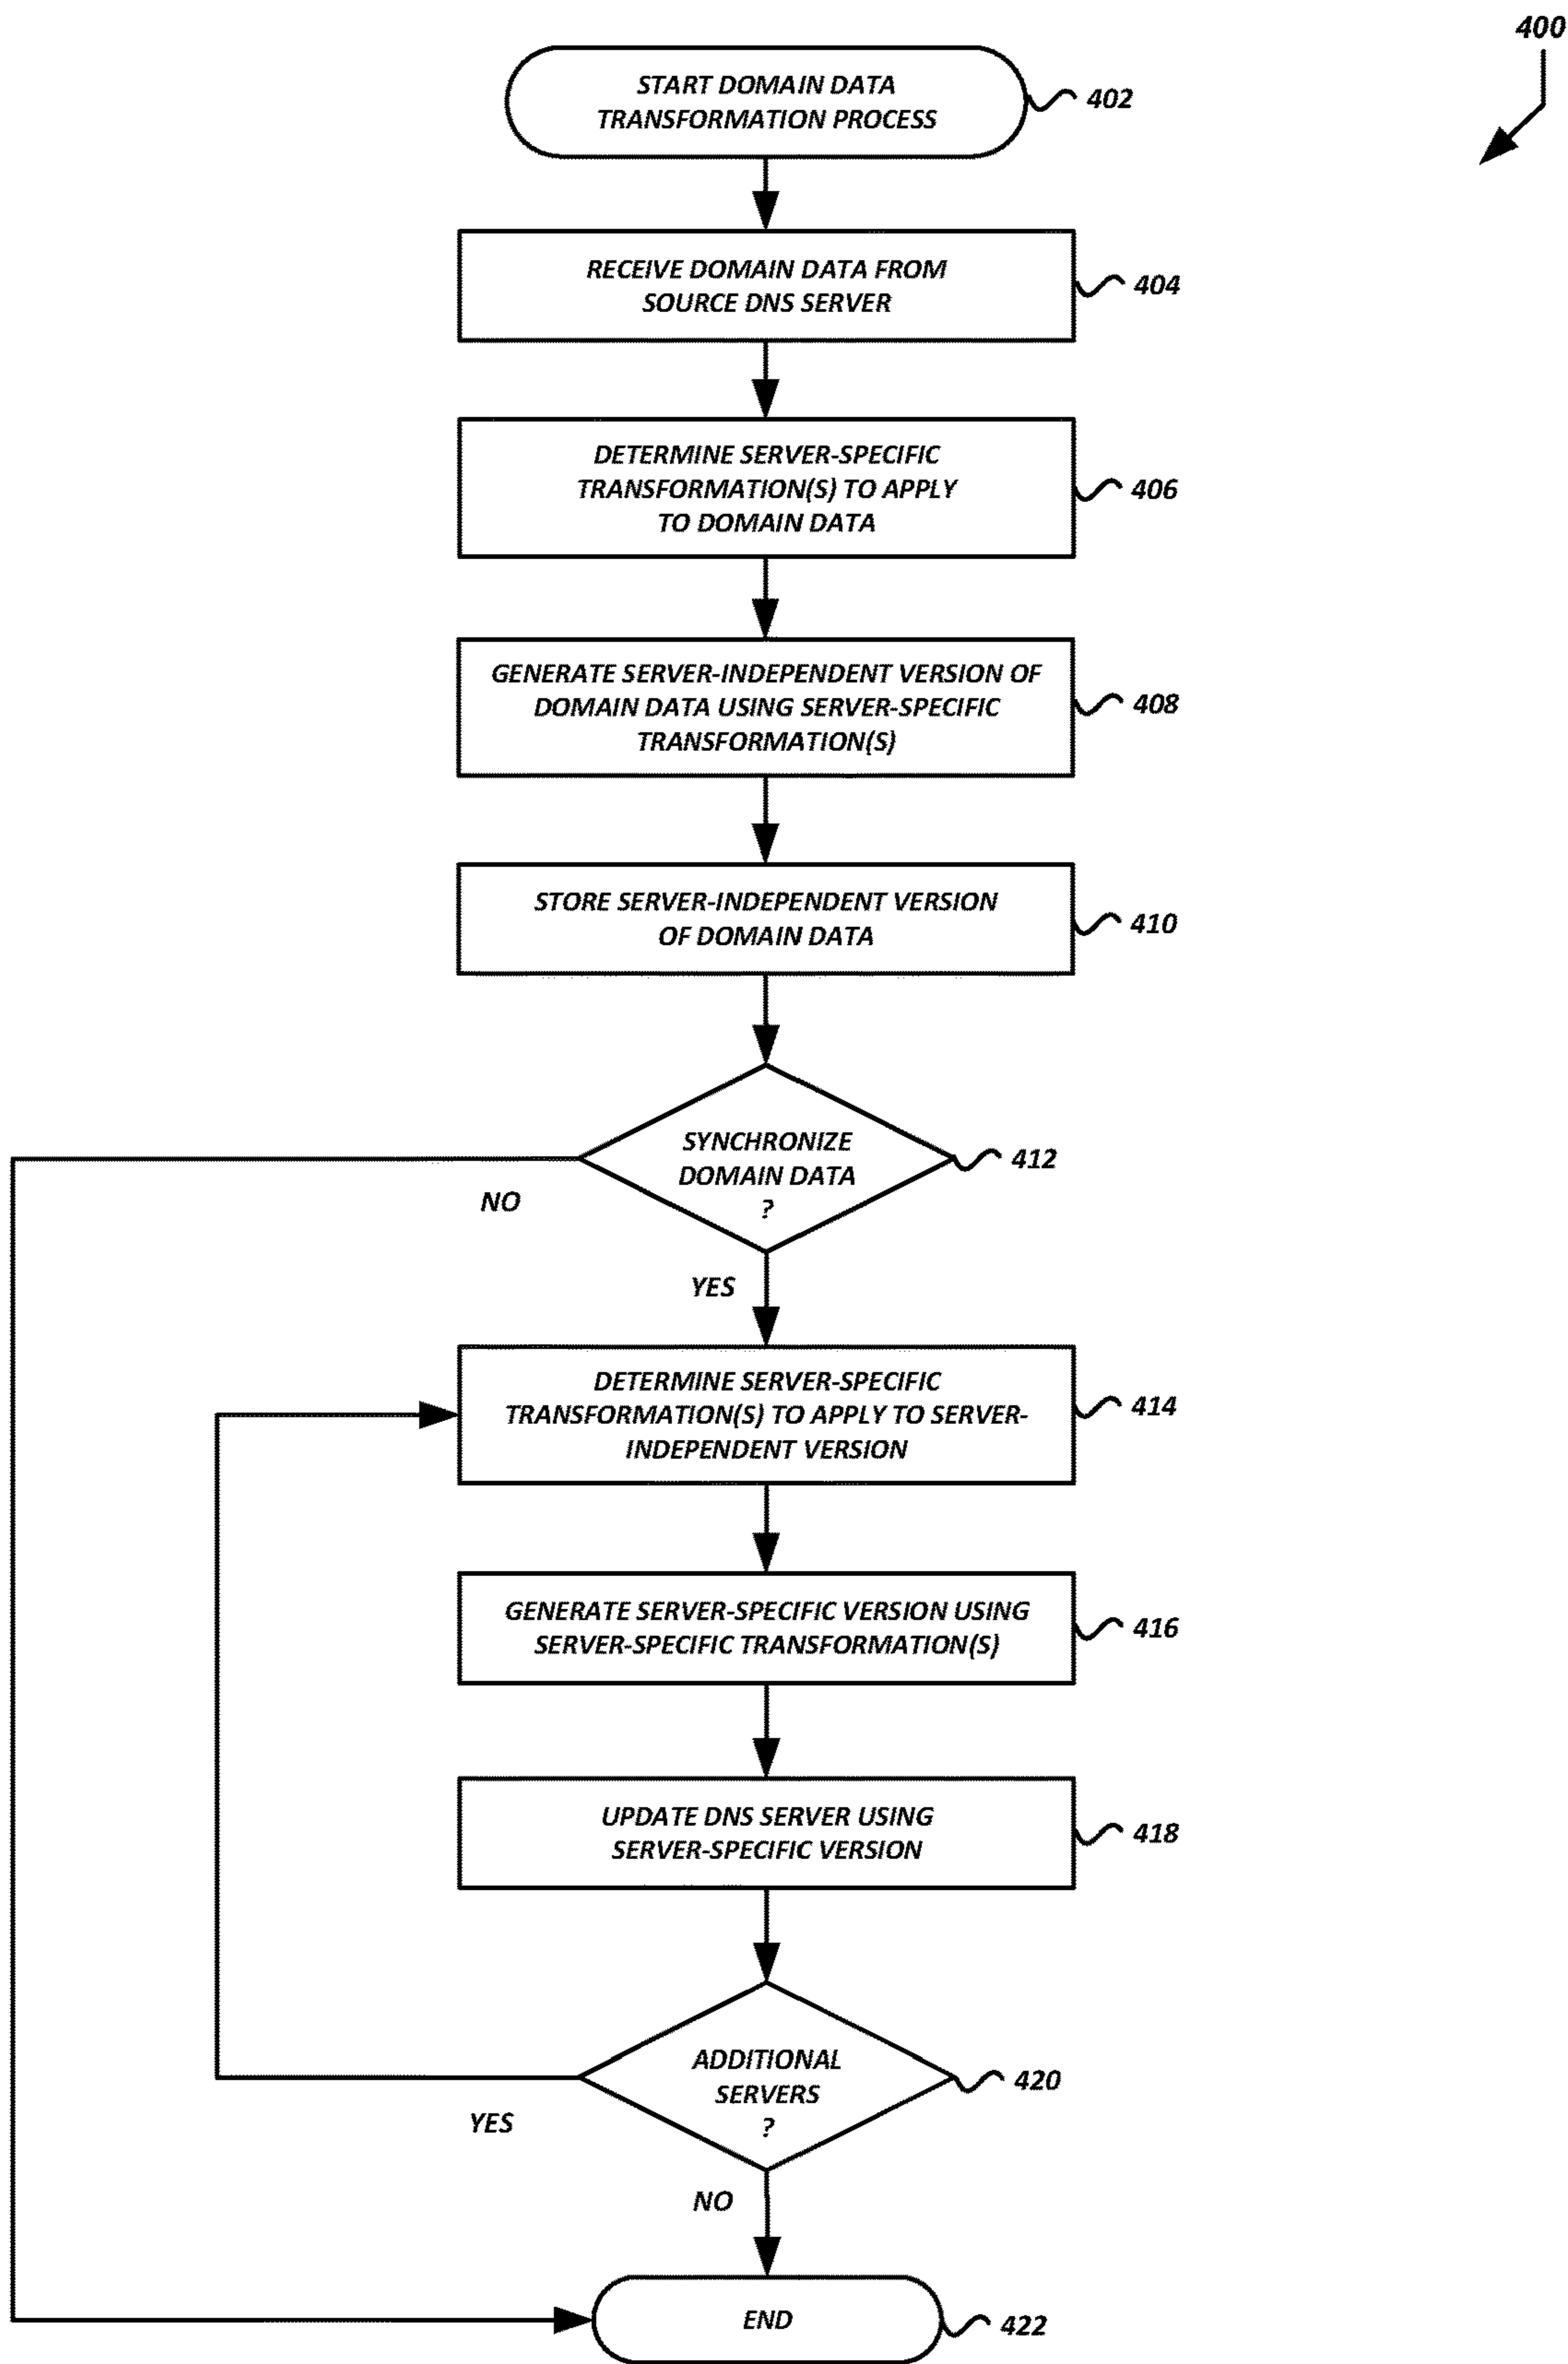 400
START DOMAIN DATA
TRANSFORMATION PROCESS
402
RECEIVE DOMAIN DATA FROM
SOURCE DNS SERVER
404
DETERMINE SERVER-SPECIFIC
TRANSFORMATION(S) TO APPLY
TO DOMAIN DATA
406
GENERATE SERVER-INDEPENDENT VERSION OF
DOMAIN DATA USING SERVER-SPECIFIC
TRANSFORMATION(S)
408
STORE SERVER-INDEPENDENT VERSION
OF DOMAIN DATA
410
SYNCHRONIZE
DOMAIN DATA
?
412
NO
YES
DETERMINE SERVER-SPECIFIC
TRANSFORMATION(S) TO APPLY TO SERVER-
INDEPENDENT VERSION
414
GENERATE SERVER-SPECIFIC VERSION USING
SERVER-SPECIFIC TRANSFORMATION(S)
416
UPDATE DNS SERVER USING
SERVER-SPECIFIC VERSION
418
ADDITIONAL
SERVERS
?
420
YES
NO
END
422